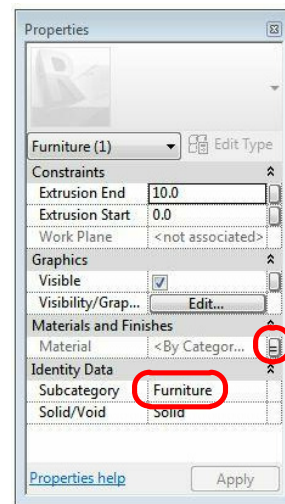 Properties
Furniture (1) Edit Type
Constraints
Extrusion End 10.0
Extrusion Start 0.0
Work Plane <not associated>
Graphics
Visible
Visibility/Grap... Edit...
Materials and Finishes
Material <By Categor...
Identity Data
Subcategory Furniture
Solid/Void Solid
Properties help Apply